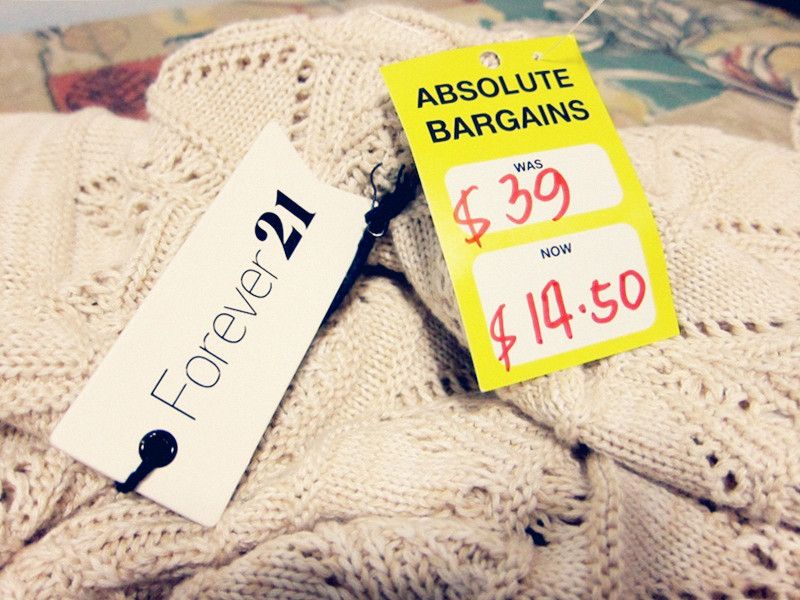 Forever21
ABSOLUTE
BARGAINS
WAS
$39
NOW
$14.50